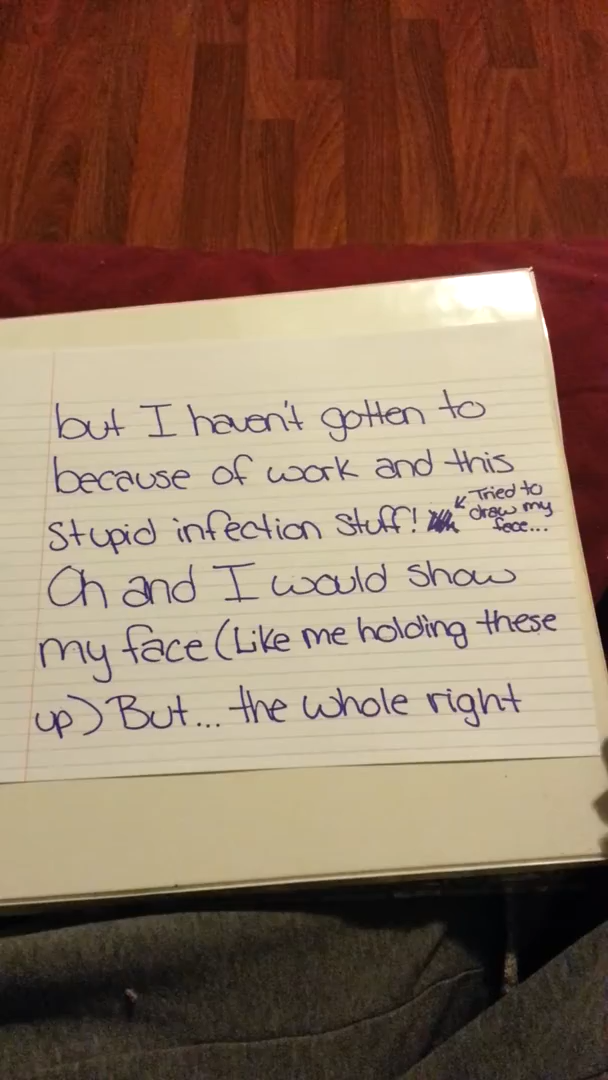 but I haven't gotten to
because of work and this
stupid infection stuff! ↙ Tried to
draw my
face...
Oh and I would show
my face (Like me holding these
up) But... the whole right